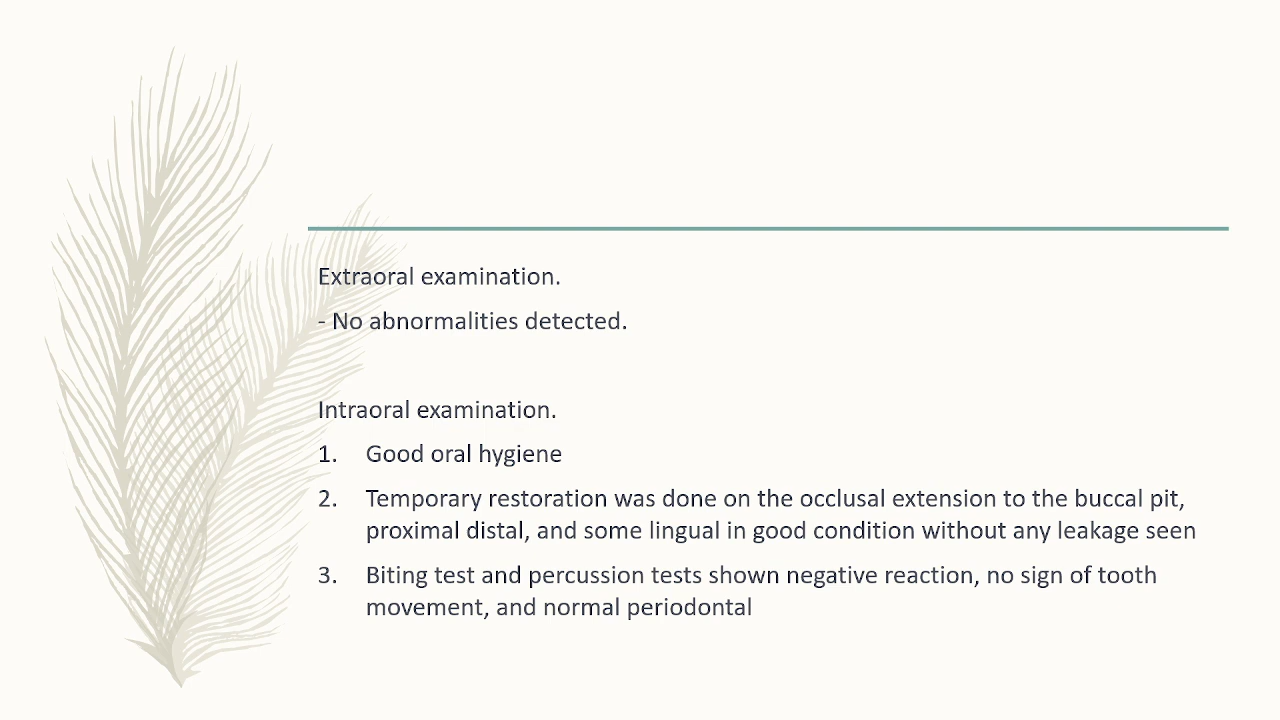 Extraoral examination.
- No abnormalities detected.
Intraoral examination.
1. Good oral hygiene
2. Temporary restoration was done on the occlusal extension to the buccal pit,
proximal distal, and some lingual in good condition without any leakage seen
3. Biting test and percussion tests shown negative reaction, no sign of tooth
movement, and normal periodontal